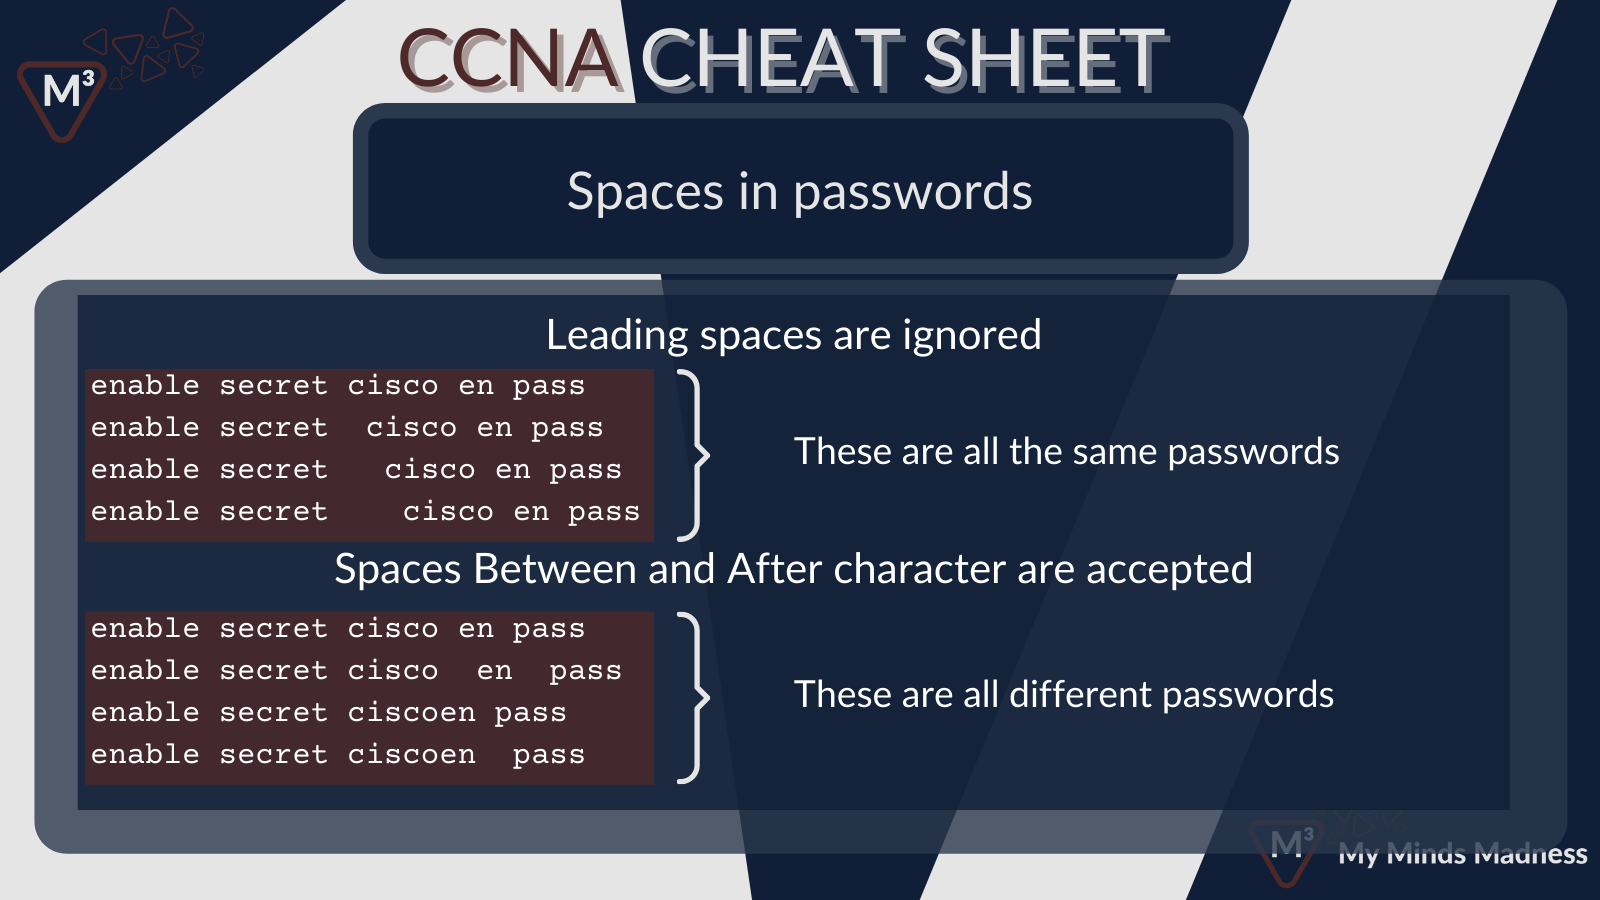 M³
CCNA CHEAT SHEET
Spaces in passwords
Leading spaces are ignored
enable secret cisco en pass
enable secret  cisco en pass
enable secret   cisco en pass
enable secret    cisco en pass
These are all the same passwords
Spaces Between and After character are accepted
enable secret cisco en pass
enable secret cisco  en  pass
enable secret ciscoen pass
enable secret ciscoen  pass
These are all different passwords
M³
My Minds Madness